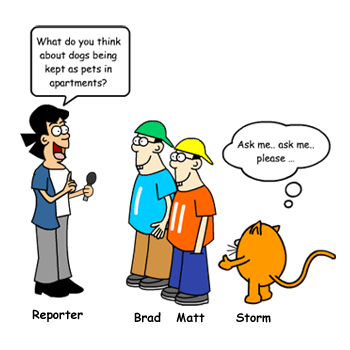 What do you think
about dogs being
kept as pets in
apartments?
Ask me.. ask me..
please ...
Reporter
Brad
Matt
Storm